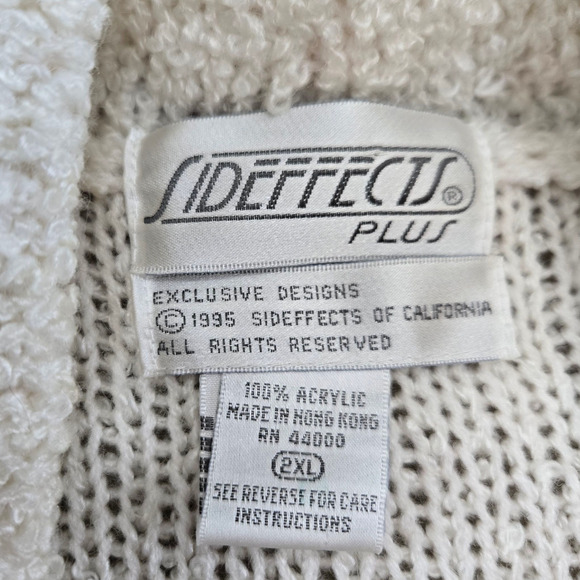 SIDEFFECTS®
PLUS
EXCLUSIVE DESIGNS
© 1995 SIDEFFECTS OF CALIFORNIA
ALL RIGHTS RESERVED
100% ACRYLIC
MADE IN HONG KONG
RN 44000
2XL
SEE REVERSE FOR CARE
INSTRUCTIONS